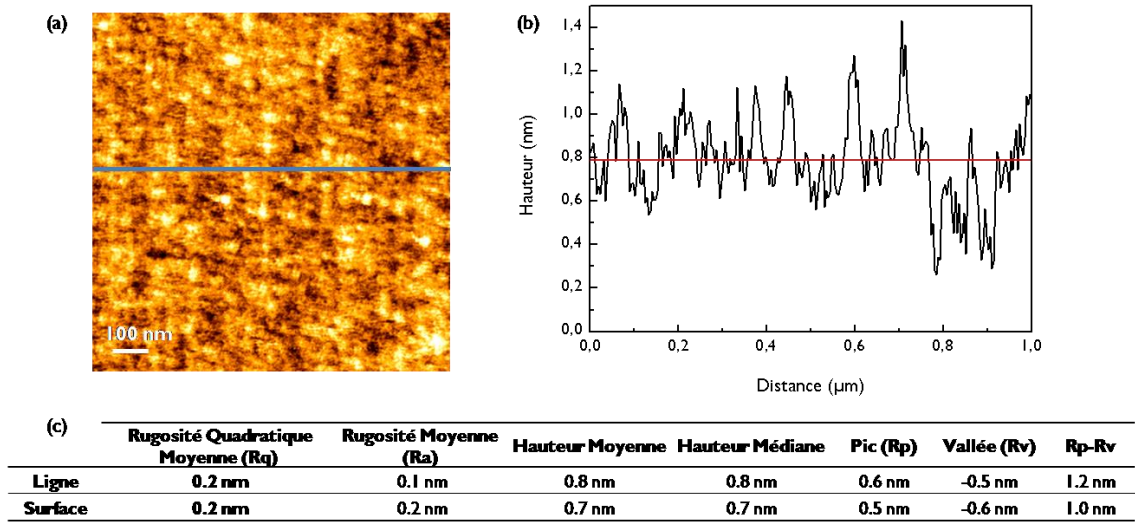 (a)
100 nm
(b)
Hauteur (nm)
1,4
1,2
1,0
0,8
0,6
0,4
0,2
0,0
0,0 0,2 0,4 0,6 0,8 1,0
Distance (µm)
(c)
Rugosité Quadratique Moyenne (Rq) Rugosité Moyenne (Ra) Hauteur Moyenne Hauteur Médiane Pic (Rp) Vallée (Rv) Rp-Rv
Ligne 0.2 nm 0.1 nm 0.8 nm 0.8 nm 0.6 nm -0.5 nm 1.2 nm
Surface 0.2 nm 0.2 nm 0.7 nm 0.7 nm 0.5 nm -0.6 nm 1.0 nm